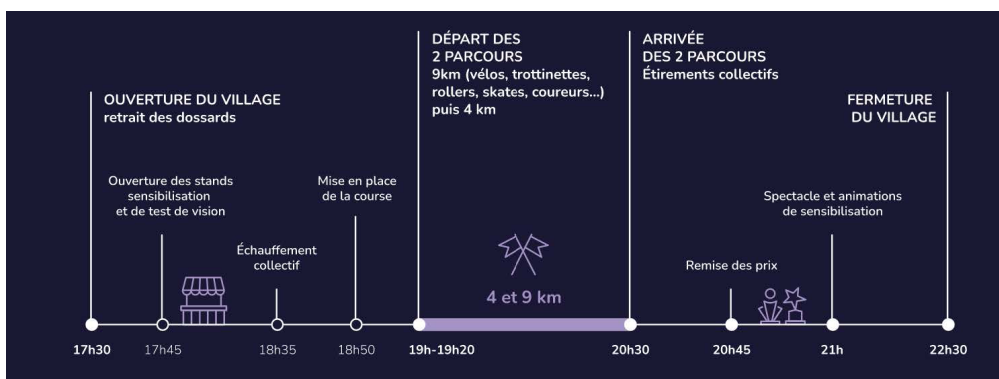 OUVERTURE DU VILLAGE
retrait des dossards
Ouverture des stands
sensibilisation
et de test de vision
Échauffement
collectif
Mise en place
de la course
DÉPART DES
2 PARCOURS
9km (vélos, trottinettes,
rollers, skates, coureurs...)
puis 4 km
4 et 9 km
ARRIVÉE
DES 2 PARCOURS
Étirements collectifs
Remise des prix
Spectacle et animations
de sensibilisation
FERMETURE
DU VILLAGE
17h30
17h45
18h35
18h50
19h-19h20
20h30
20h45
21h
22h30